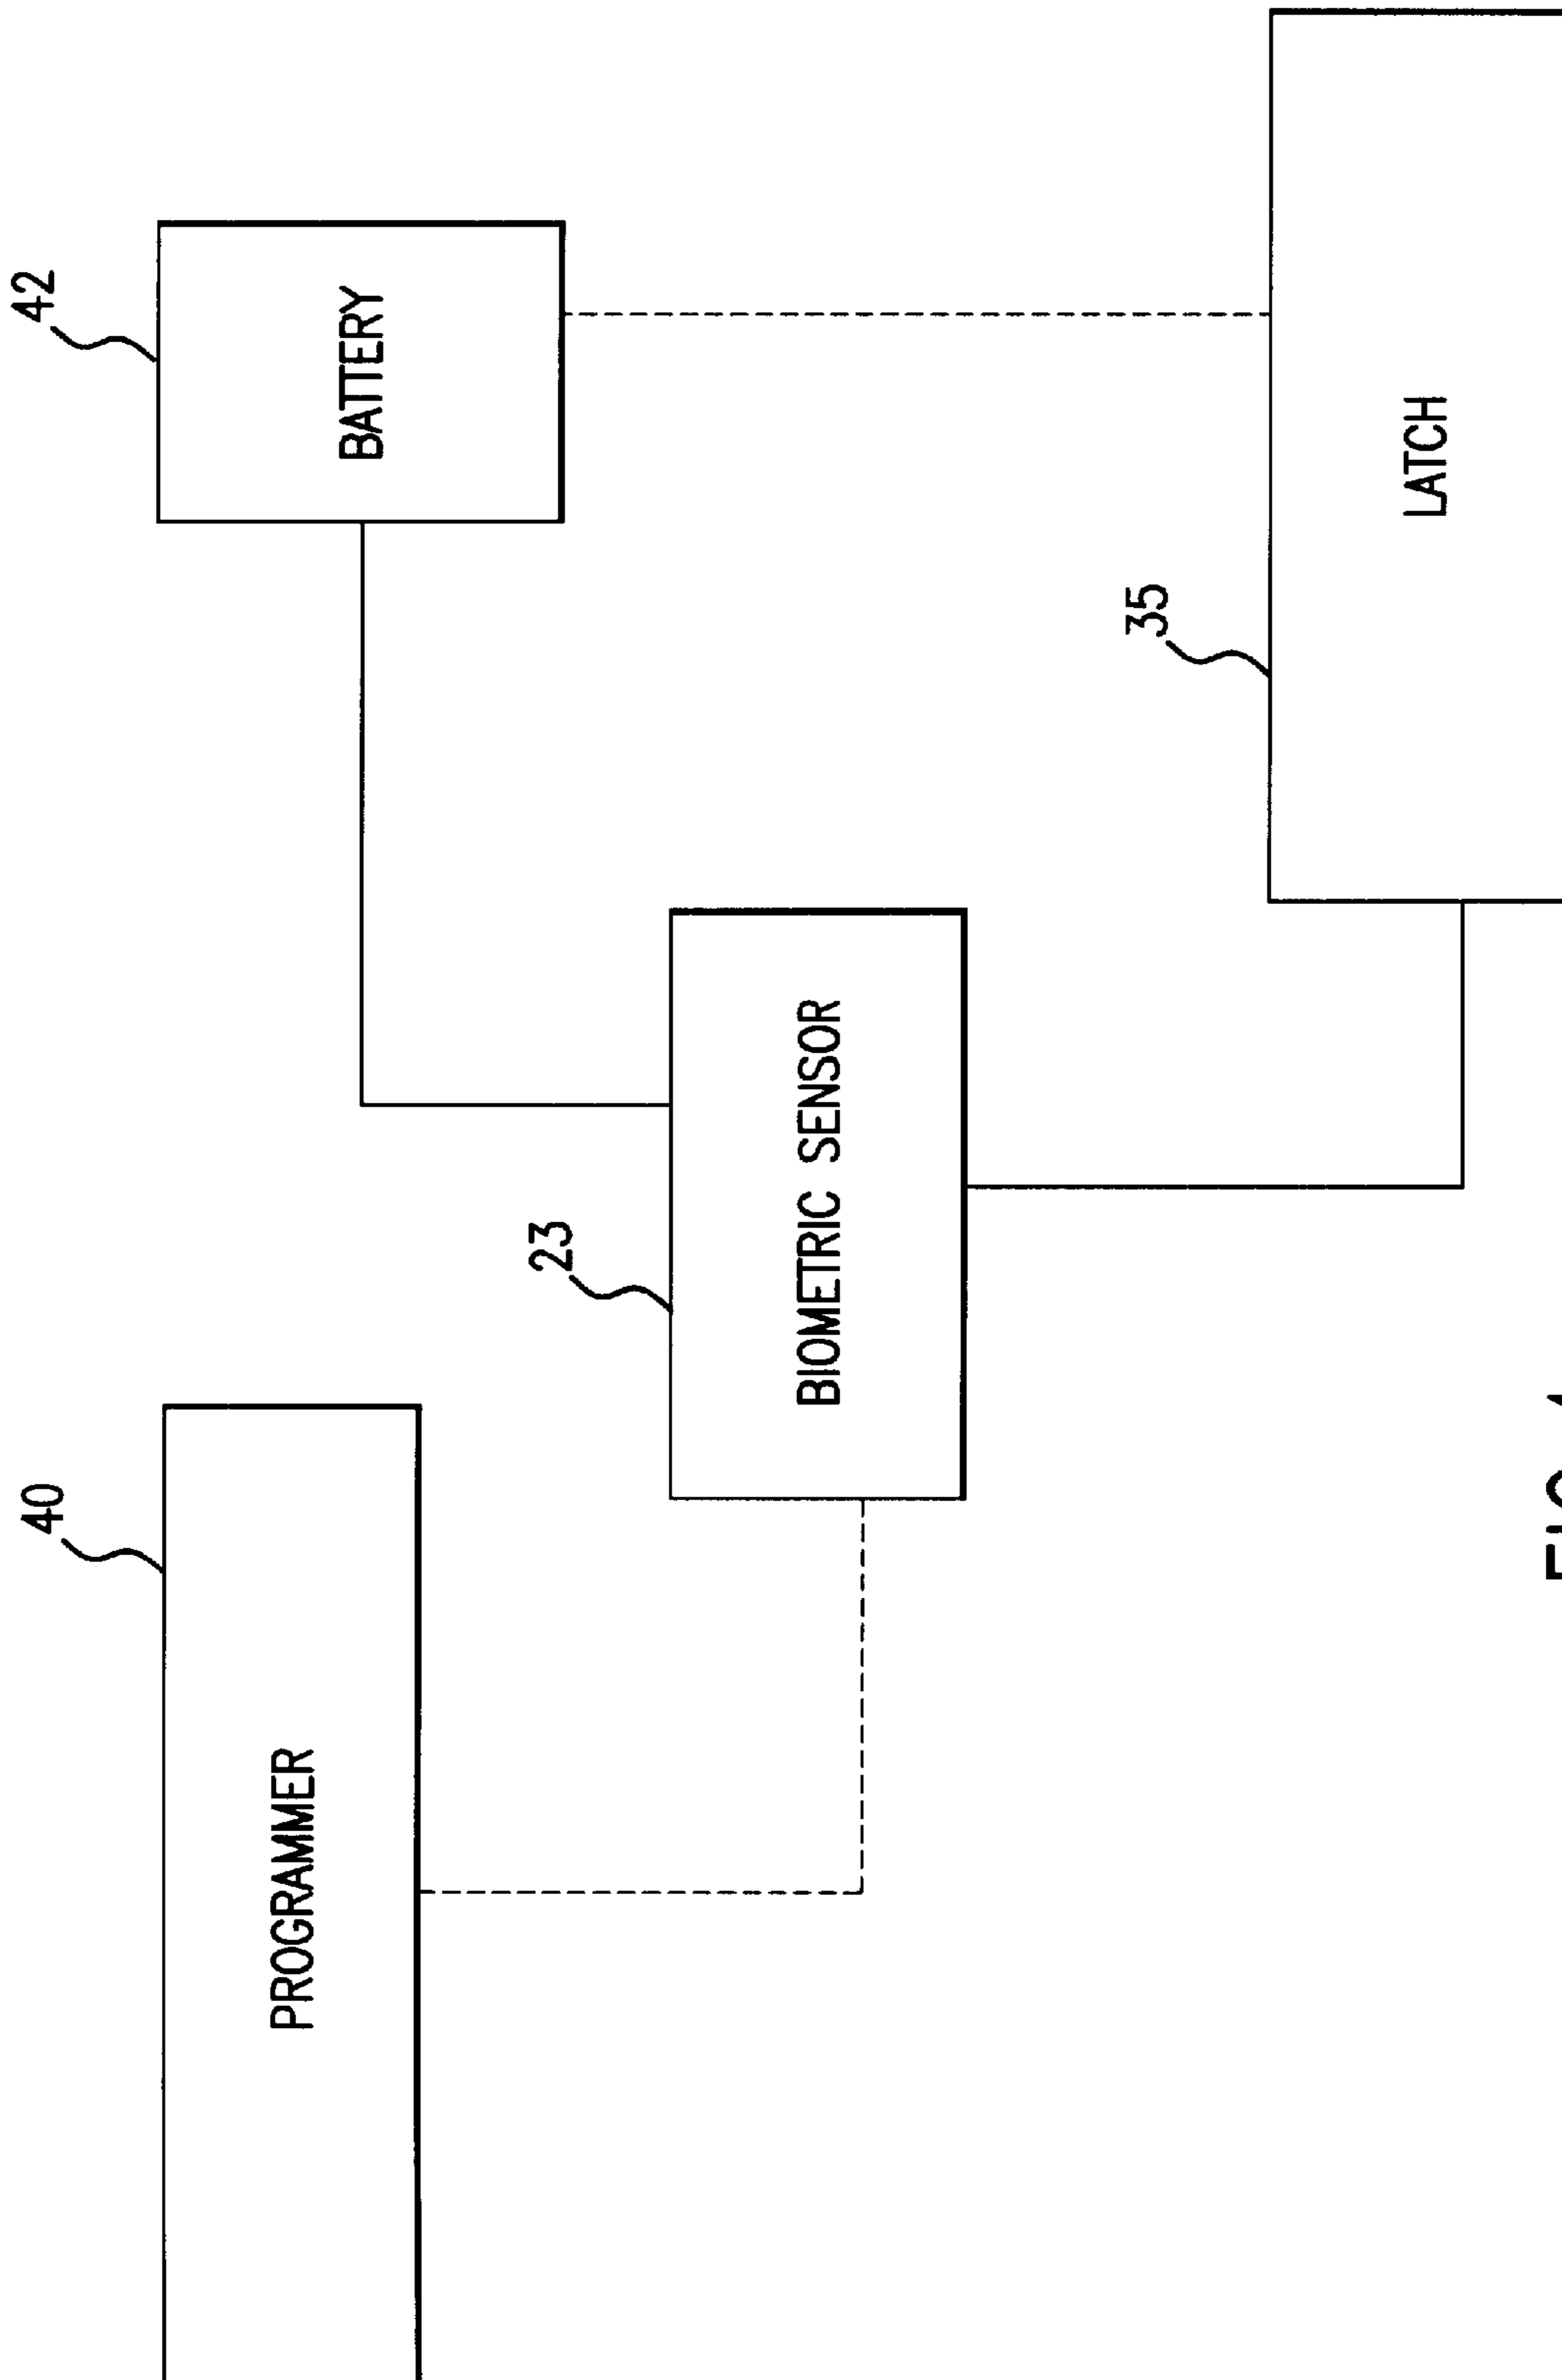 40
42
PROGRAMMER
BATTERY
23
BIOMETRIC SENSOR
35
LATCH